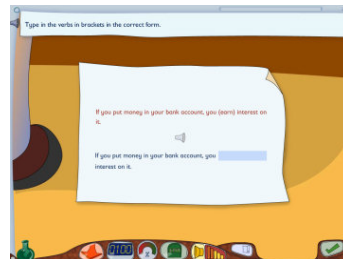 Type in the verbs in brackets in the correct form.
If you put money in your bank account, you (earn) interest on
it.
If you put money in your bank account, you
interest on it.